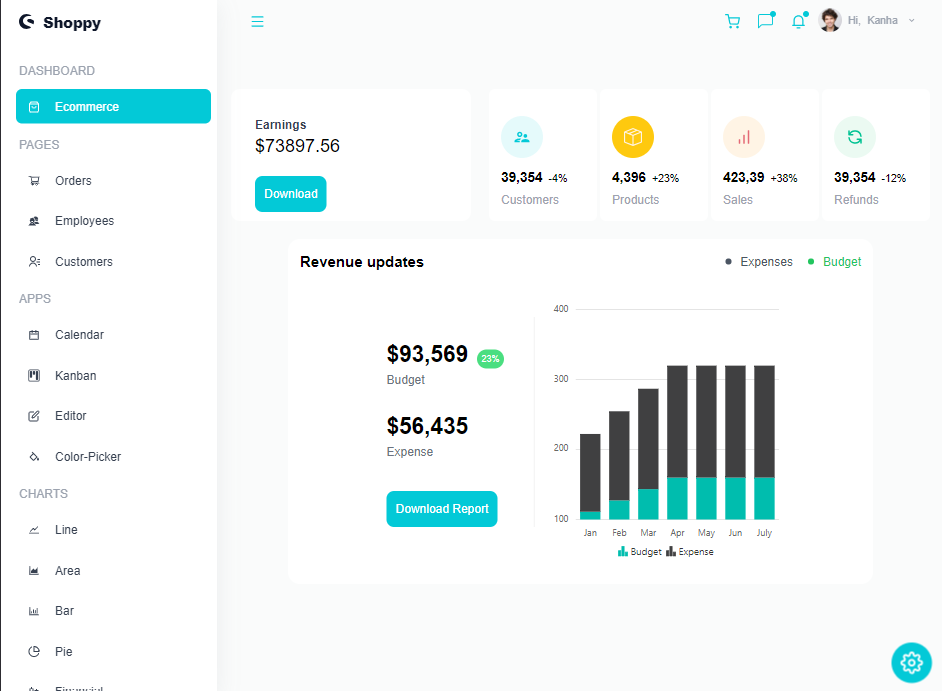 Shoppy
Hi, Kanha
DASHBOARD
Ecommerce
PAGES
Orders
Employees
Customers
APPS
Calendar
Kanban
Editor
Color-Picker
CHARTS
Line
Area
Bar
Pie
Financial
Earnings
$73897.56
Download
39,354 -4%
Customers
4,396 +23%
Products
423,39 +38%
Sales
39,354 -12%
Refunds
Revenue updates
Expenses
Budget
$93,569 23%
Budget
$56,435
Expense
Download Report
400
300
200
100
Jan Feb Mar Apr May Jun July
Budget Expense